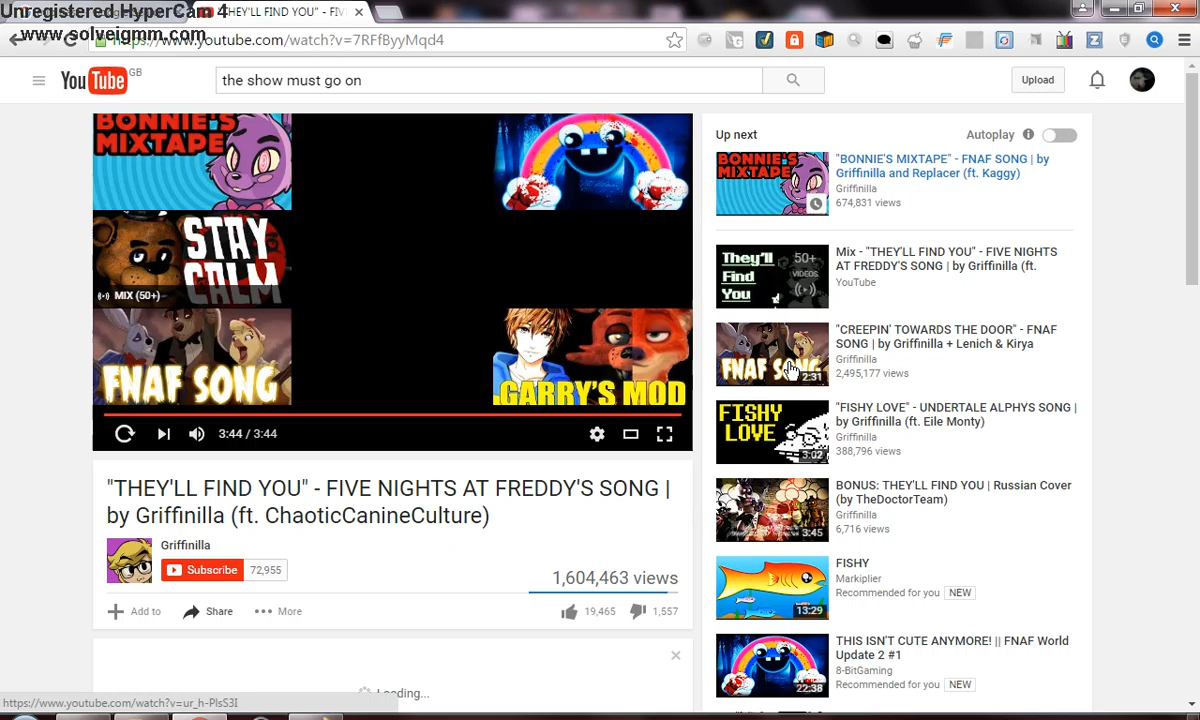 Unregistered HyperCam 4
www.solveigmm.com
THEY'LL FIND YOU" - FIV
https://www.youtube.com/watch?v=7RFfByyMqd4
YouTube GB
the show must go on
Upload
BONNIE'S
MIXTAPE
STAY
CALM
MIX (50+)
FNAF SONG
GARRY'S MOD
3:44 / 3:44
"THEY'LL FIND YOU" - FIVE NIGHTS AT FREDDY'S SONG |
by Griffinilla (ft. ChaoticCanineCulture)
Griffinilla
Subscribe 72,955
1,604,463 views
Add to Share More 19,465 1,557
Loading...
https://www.youtube.com/watch?v=ur_h-PlsS3I
Up next Autoplay
BONNIE'S
MIXTAPE
"BONNIE'S MIXTAPE" - FNAF SONG | by
Griffinilla and Replacer (ft. Kaggy)
Griffinilla
674,831 views
They'll
Find
You
50+
VIDEOS
Mix - "THEY'LL FIND YOU" - FIVE NIGHTS
AT FREDDY'S SONG | by Griffinilla (ft.
YouTube
FNAF SONG
2:31
"CREEPIN' TOWARDS THE DOOR" - FNAF
SONG | by Griffinilla + Lenich & Kirya
Griffinilla
2,495,177 views
FISHY
LOVE
3:02
"FISHY LOVE" - UNDERTALE ALPHYS SONG |
by Griffinilla (ft. Eile Monty)
Griffinilla
388,796 views
3:45
BONUS: THEY'LL FIND YOU | Russian Cover
(by TheDoctorTeam)
Griffinilla
6,716 views
13:29
FISHY
Markiplier
Recommended for you NEW
22:38
THIS ISN'T CUTE ANYMORE! || FNAF World
Update 2 #1
8-BitGaming
Recommended for you NEW